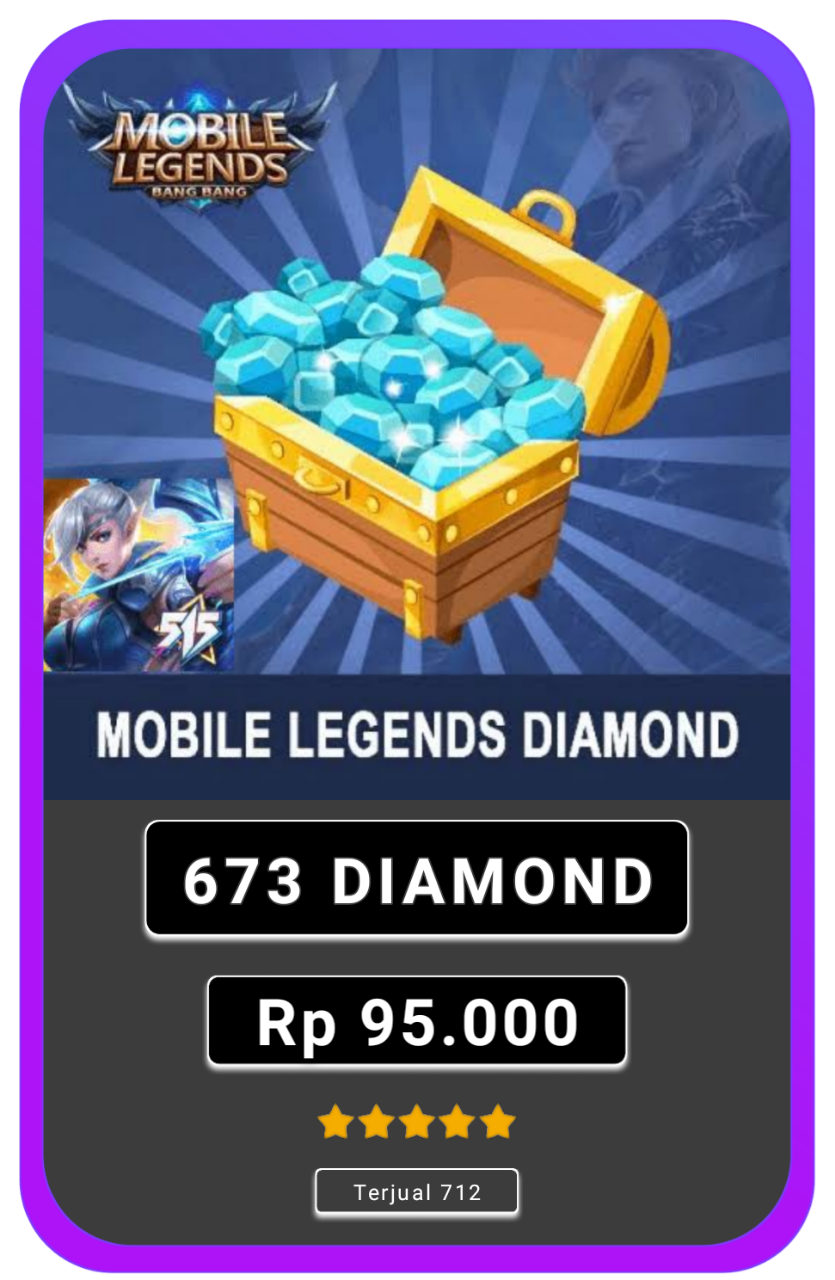 MOBILE
LEGENDS
BANG BANG
515
MOBILE LEGENDS DIAMOND
673 DIAMOND
Rp 95.000
Terjual 712